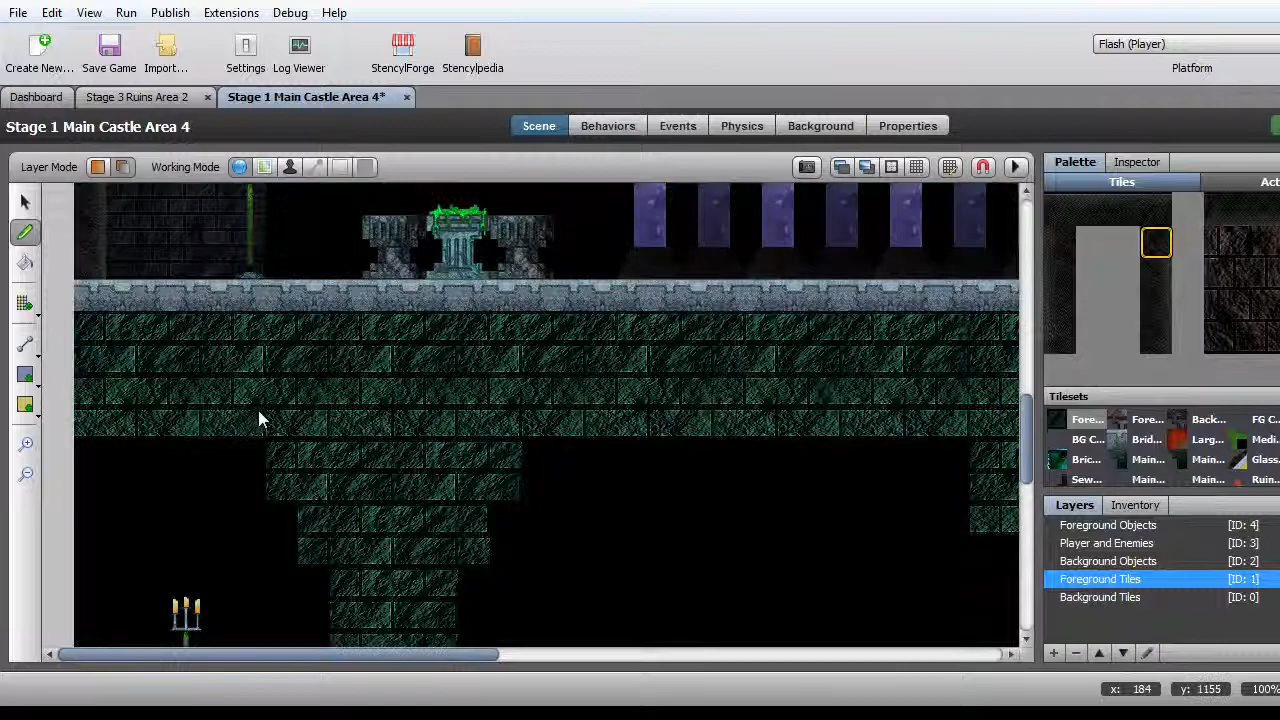 File Edit View Run Publish Extensions Debug Help
Flash (Player)
Create New... Save Game Import... Settings Log Viewer StencylForge Stencylpedia Platform
Dashboard Stage 3 Ruins Area 2 × Stage 1 Main Castle Area 4* ×
Stage 1 Main Castle Area 4 Scene Behaviors Events Physics Background Properties
Layer Mode Working Mode Palette Inspector
Tiles Act
Tilesets
Fore... Fore... Back... FG C...
BG C... Brid... Larg... Medi...
Bric... Main... Main... Glass...
Sew... Main... Main... Ruin...
Layers Inventory
Foreground Objects [ID: 4]
Player and Enemies [ID: 3]
Background Objects [ID: 2]
Foreground Tiles [ID: 1]
Background Tiles [ID: 0]
x: 184 y: 1155 100%